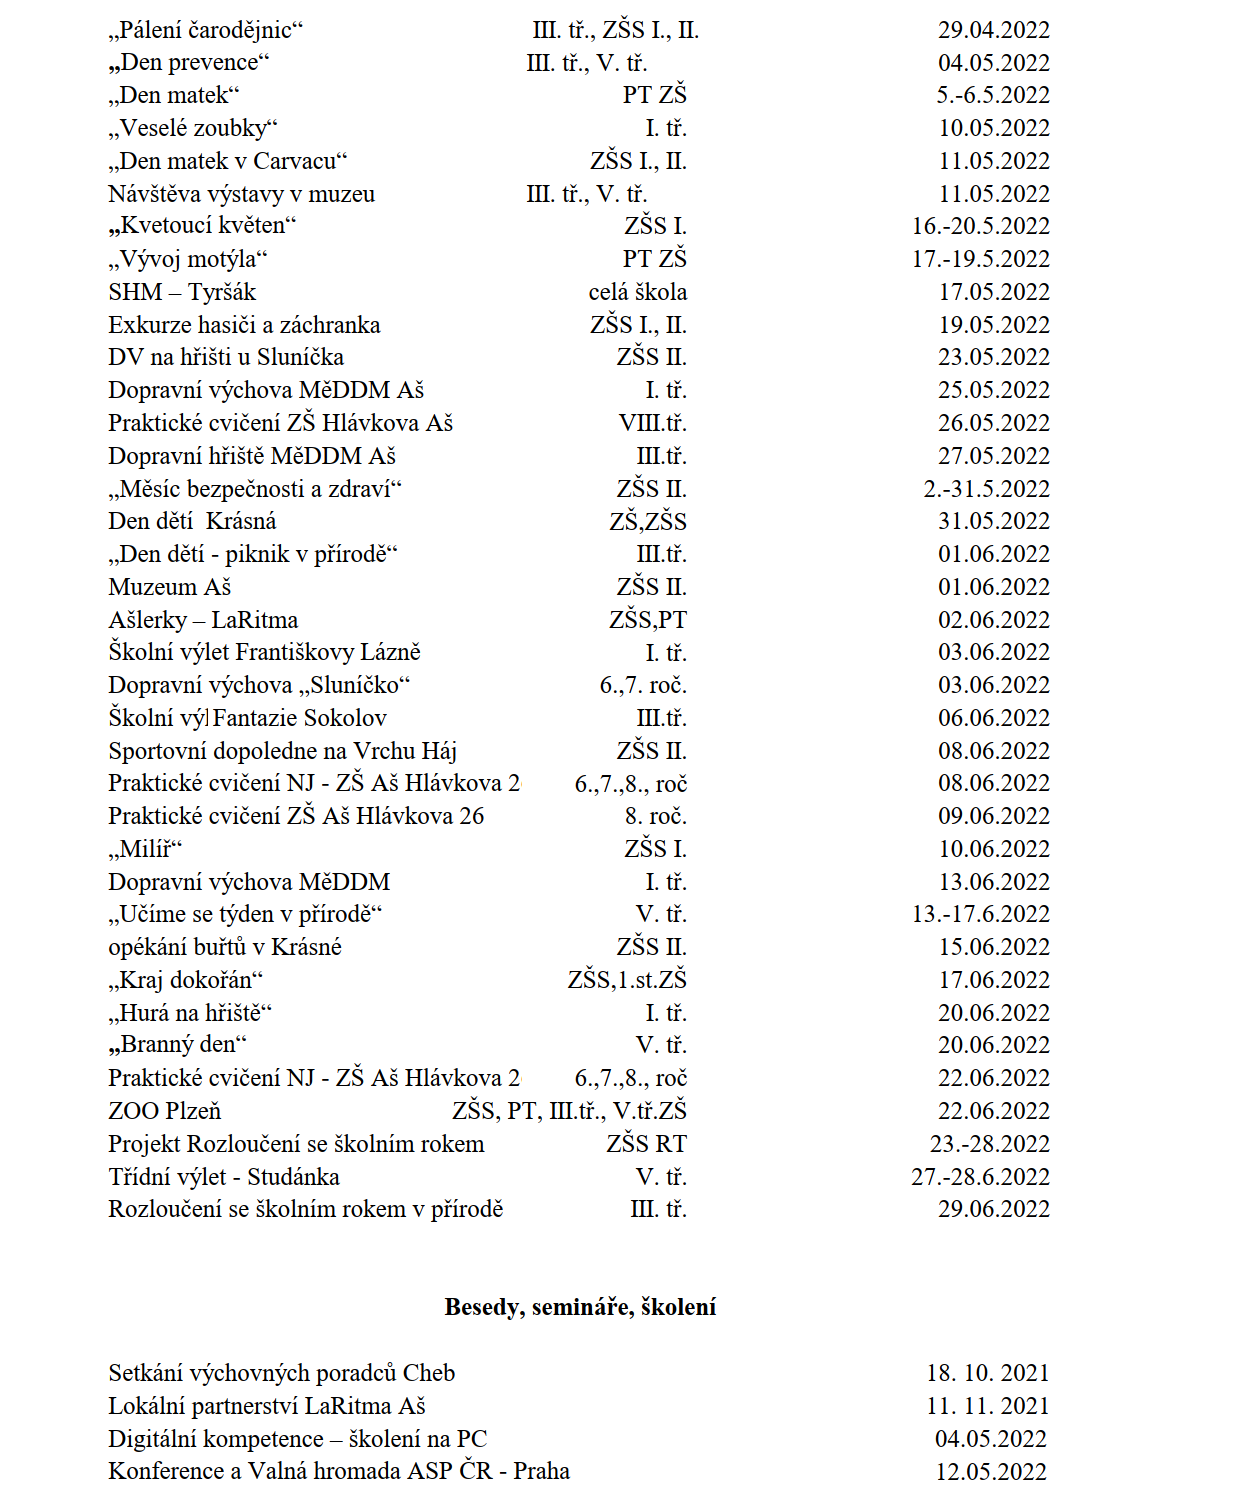 „Pálení čarodějnic“ III. tř., ZŠS I., II. 29.04.2022
„Den prevence“ III. tř., V. tř. 04.05.2022
„Den matek“ PT ZŠ 5.-6.5.2022
„Veselé zoubky“ I. tř. 10.05.2022
„Den matek v Carvacu“ ZŠS I., II. 11.05.2022
Návštěva výstavy v muzeu III. tř., V. tř. 11.05.2022
„Kvetoucí květen“ ZŠS I. 16.-20.5.2022
„Vývoj motýla“ PT ZŠ 17.-19.5.2022
SHM – Tyršák celá škola 17.05.2022
Exkurze hasiči a záchranka ZŠS I., II. 19.05.2022
DV na hřišti u Sluníčka ZŠS II. 23.05.2022
Dopravní výchova MěDDM Aš I. tř. 25.05.2022
Praktické cvičení ZŠ Hlávkova Aš VIII.tř. 26.05.2022
Dopravní hřiště MěDDM Aš III.tř. 27.05.2022
„Měsíc bezpečnosti a zdraví“ ZŠS II. 2.-31.5.2022
Den dětí  Krásná ZŠ,ZŠS 31.05.2022
„Den dětí - piknik v přírodě“ III.tř. 01.06.2022
Muzeum Aš ZŠS II. 01.06.2022
Ašlerky – LaRitma ZŠS,PT 02.06.2022
Školní výlet Františkovy Lázně I. tř. 03.06.2022
Dopravní výchova „Sluníčko“ 6.,7. roč. 03.06.2022
Školní výl Fantazie Sokolov III.tř. 06.06.2022
Sportovní dopoledne na Vrchu Háj ZŠS II. 08.06.2022
Praktické cvičení NJ - ZŠ Aš Hlávkova 2 6.,7.,8., roč 08.06.2022
Praktické cvičení ZŠ Aš Hlávkova 26 8. roč. 09.06.2022
„Milíř“ ZŠS I. 10.06.2022
Dopravní výchova MěDDM I. tř. 13.06.2022
„Učíme se týden v přírodě“ V. tř. 13.-17.6.2022
opékání buřtů v Krásné ZŠS II. 15.06.2022
„Kraj dokořán“ ZŠS,1.st.ZŠ 17.06.2022
„Hurá na hřiště“ I. tř. 20.06.2022
„Branný den“ V. tř. 20.06.2022
Praktické cvičení NJ - ZŠ Aš Hlávkova 2 6.,7.,8., roč 22.06.2022
ZOO Plzeň ZŠS, PT, III.tř., V.tř.ZŠ 22.06.2022
Projekt Rozloučení se školním rokem ZŠS RT 23.-28.2022
Třídní výlet - Studánka V. tř. 27.-28.6.2022
Rozloučení se školním rokem v přírodě III. tř. 29.06.2022
Besedy, semináře, školení
Setkání výchovných poradců Cheb 18. 10. 2021
Lokální partnerství LaRitma Aš 11. 11. 2021
Digitální kompetence – školení na PC 04.05.2022
Konference a Valná hromada ASP ČR - Praha 12.05.2022